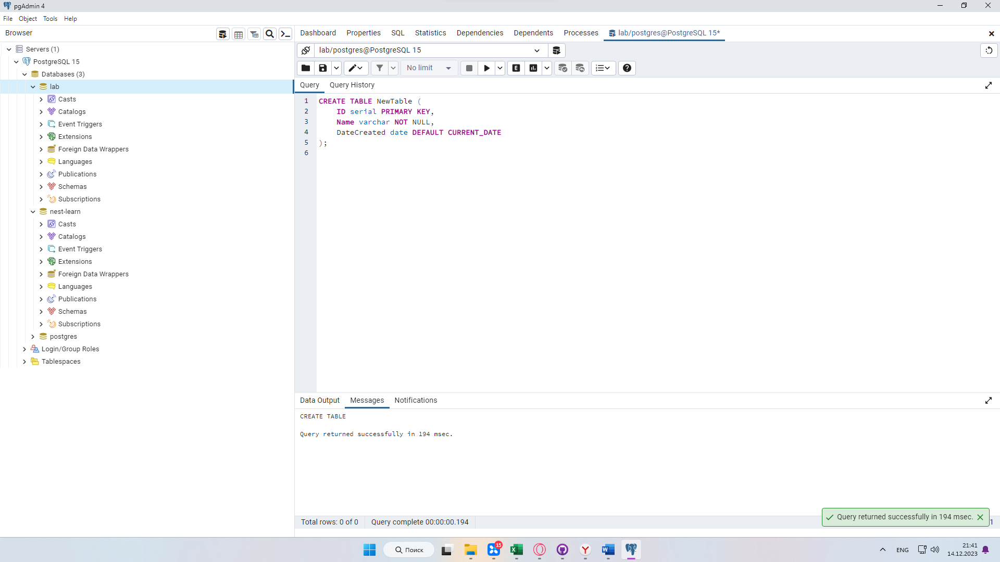 pgAdmin 4
File Object Tools Help
Browser
Dashboard Properties SQL Statistics Dependencies Dependents Processes lab/postgres@PostgreSQL 15*
Servers (1)
PostgreSQL 15
Databases (3)
lab
Casts
Catalogs
Event Triggers
Extensions
Foreign Data Wrappers
Languages
Publications
Schemas
Subscriptions
nest-learn
Casts
Catalogs
Event Triggers
Extensions
Foreign Data Wrappers
Languages
Publications
Schemas
Subscriptions
postgres
Login/Group Roles
Tablespaces
lab/postgres@PostgreSQL 15
No limit
E
Query Query History
1 CREATE TABLE NewTable (
2 ID serial PRIMARY KEY,
3 Name varchar NOT NULL,
4 DateCreated date DEFAULT CURRENT_DATE
5 );
6
Data Output Messages Notifications
CREATE TABLE
Query returned successfully in 194 msec.
Total rows: 0 of 0 Query complete 00:00:00.194
Query returned successfully in 194 msec.
1
Поиск
15
ENG
21:41
14.12.2023